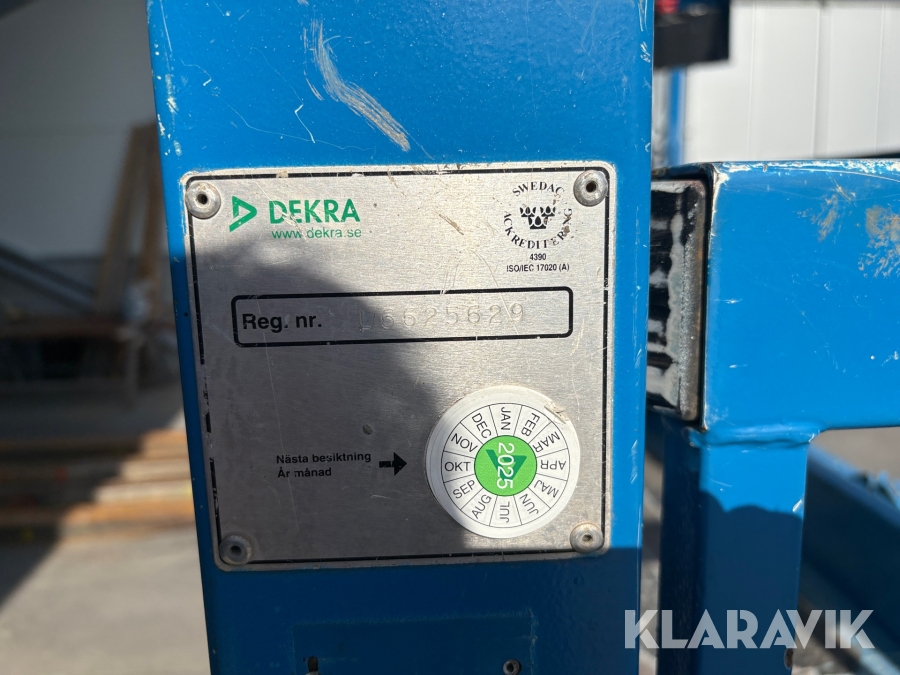 DEKRA
www.dekra.se
SWEDAC
ACKREDITERING
4390
ISO/IEC 17020 (A)
Reg. nr. 6625629
Nästa besiktning
År månad
JAN FEB MAR APR MAJ JUN JUL AUG SEP OKT NOV DEC
2025
KLARAVIK